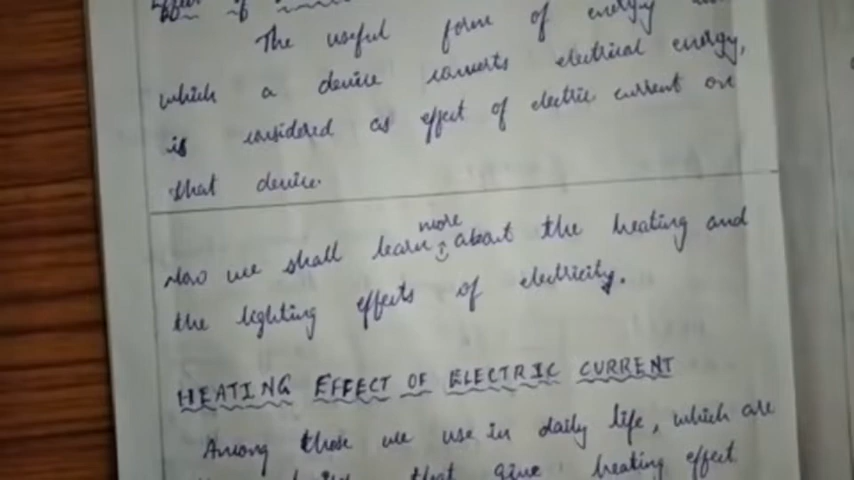 Effect of
The useful form of energy
which a device converts electrical energy,
is considered as effect of electric current on
that device.
Now we shall learn more about the heating and
the lighting effects of electricity.
HEATING EFFECT OF ELECTRIC CURRENT
Among those we use in daily life, which are
that give heating effect